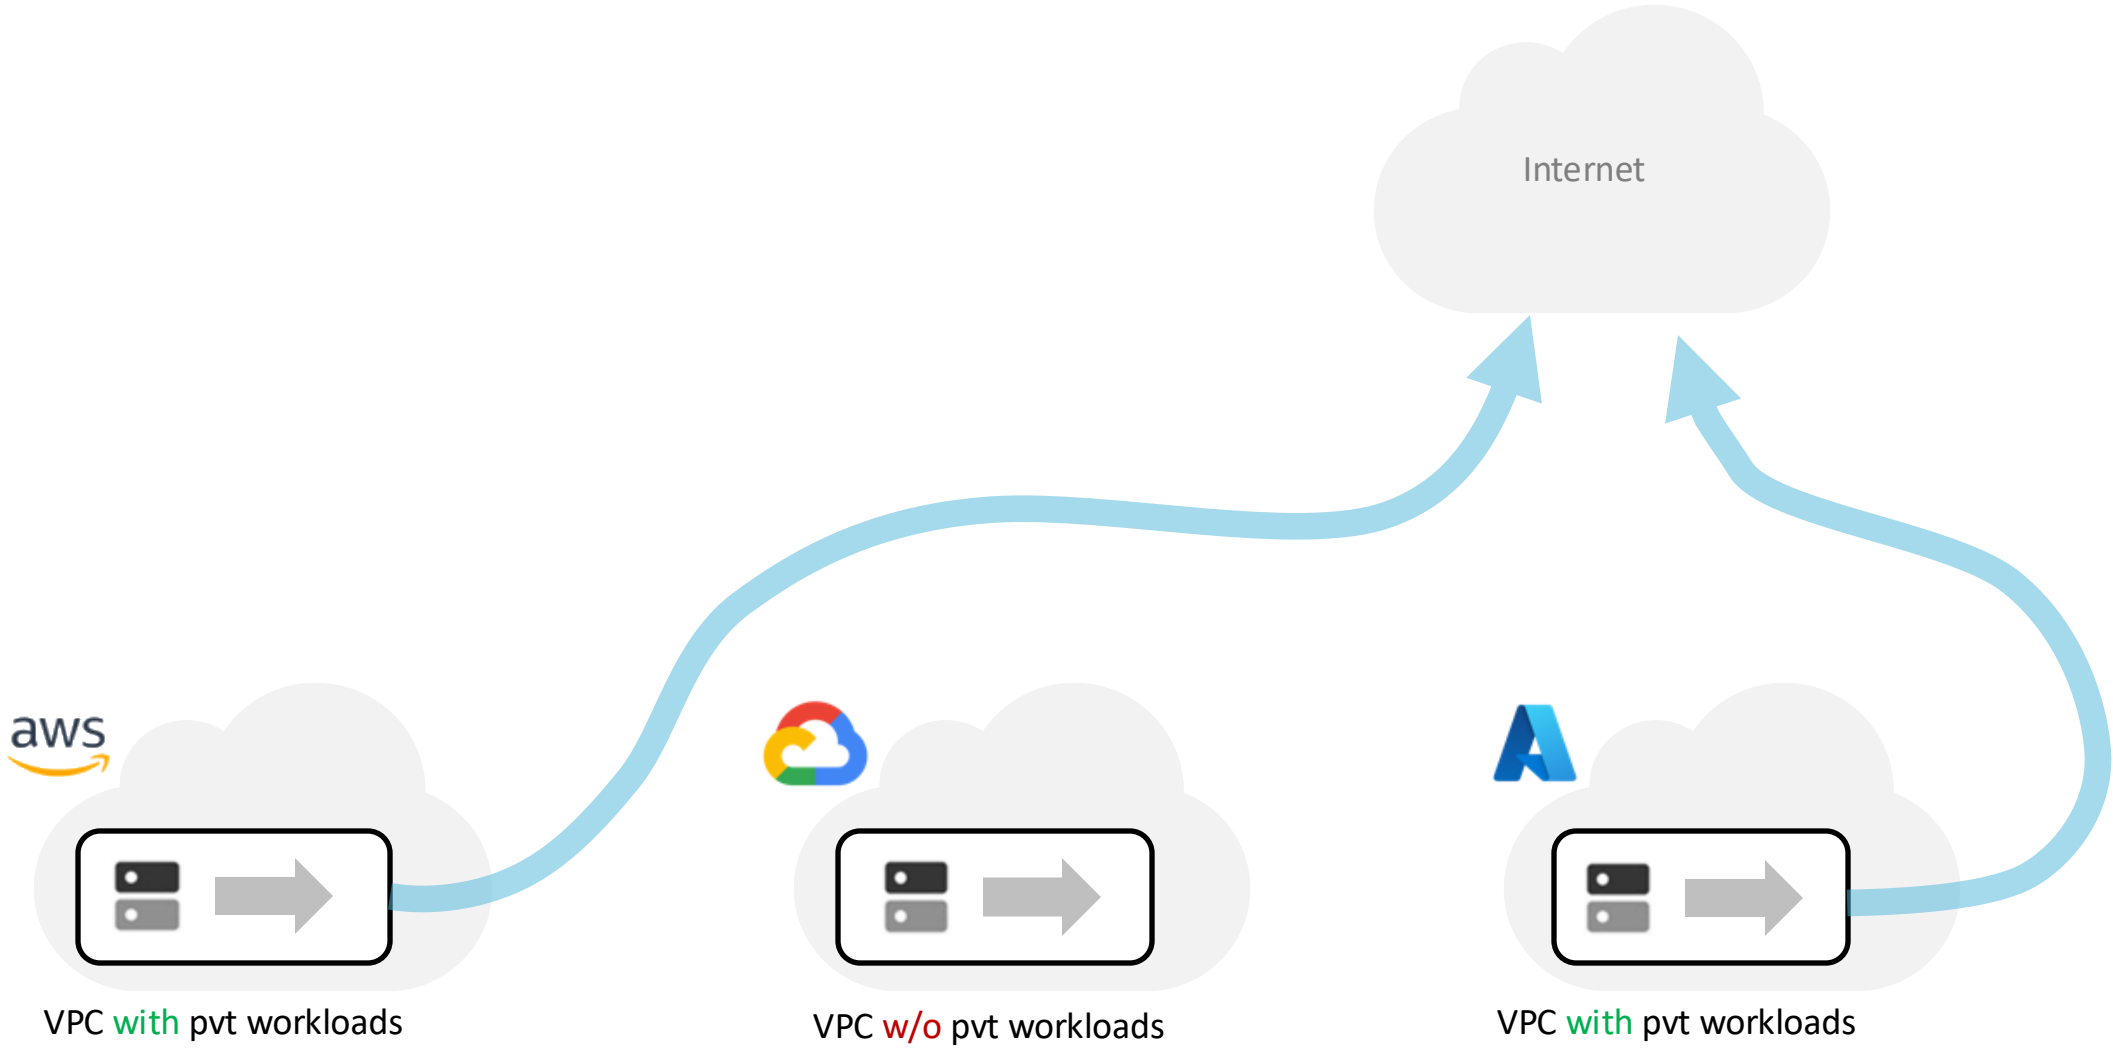 Internet
aws
VPC with pvt workloads
VPC w/o pvt workloads
VPC with pvt workloads